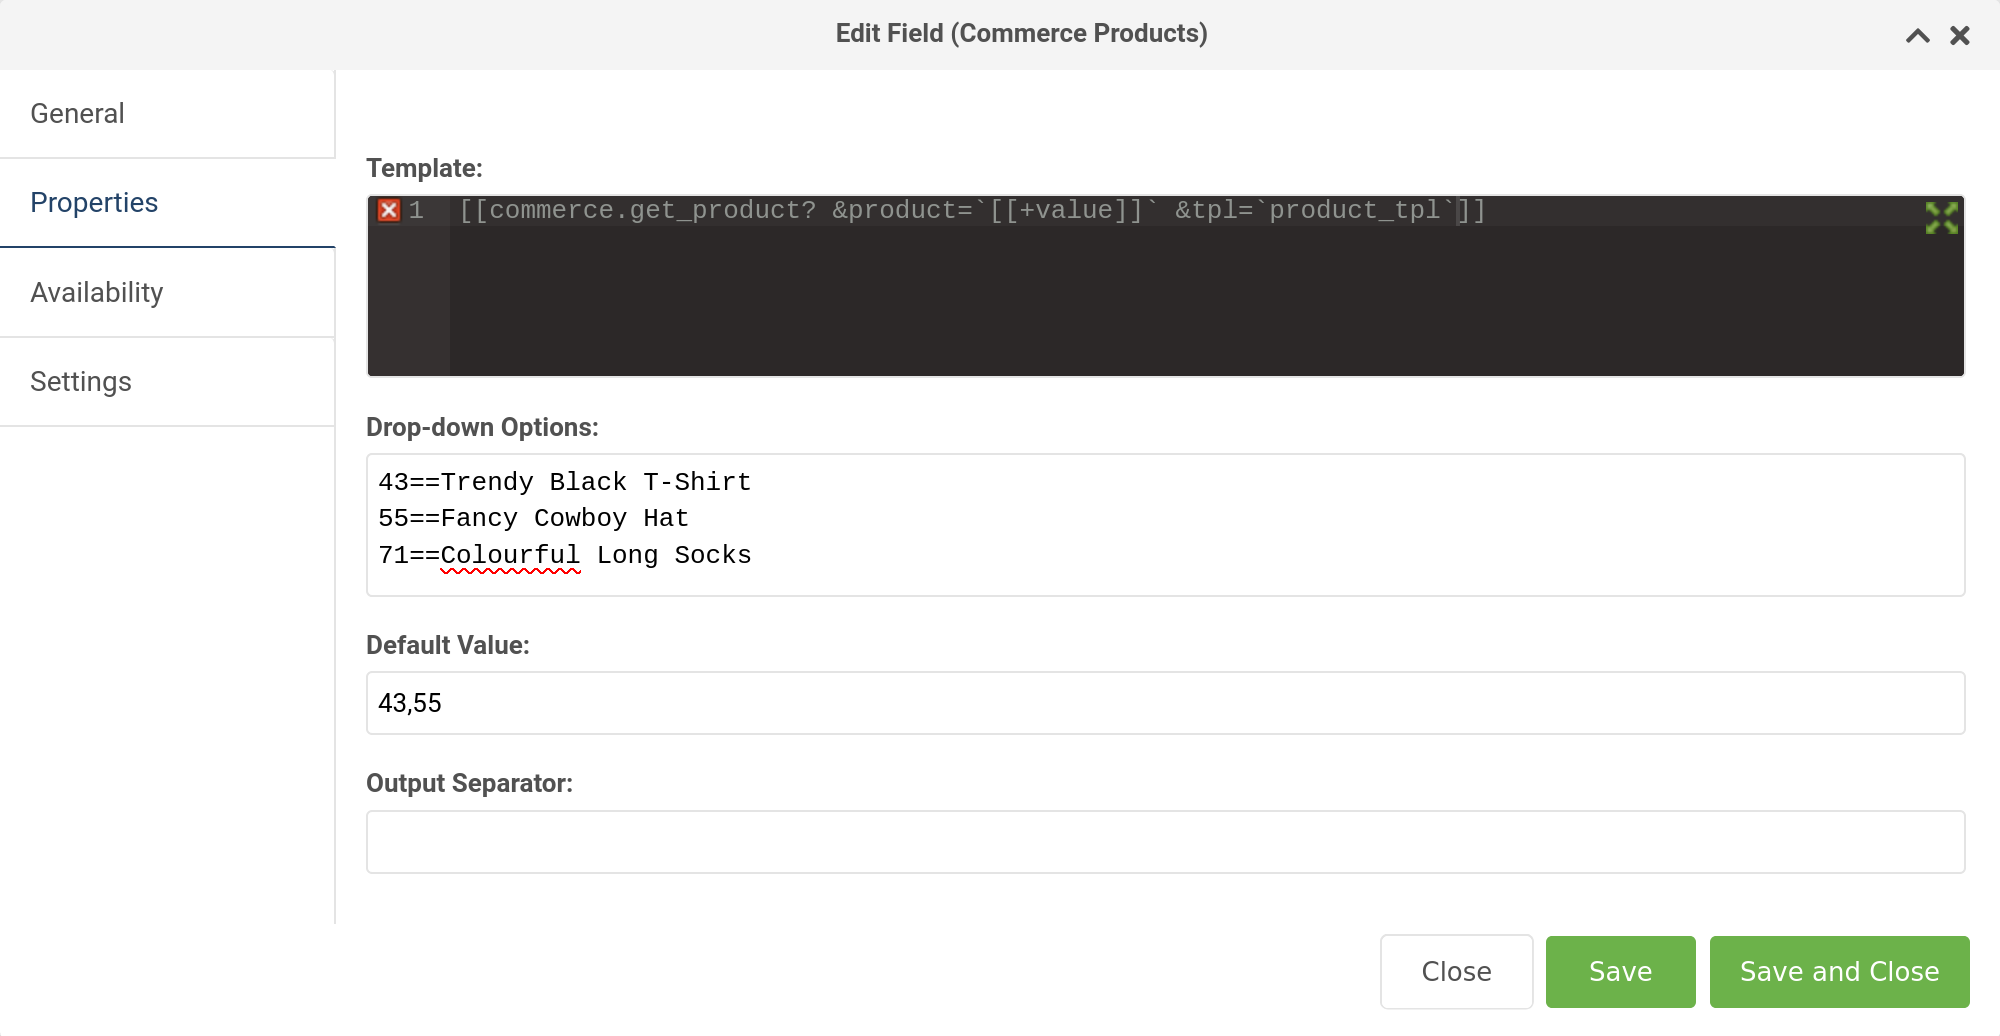 Edit Field (Commerce Products)
General
Properties
Availability
Settings
Template:
1 [[commerce.get_product? &product=`[[+value]]` &tpl=`product_tpl`]]
Drop-down Options:
43==Trendy Black T-Shirt
55==Fancy Cowboy Hat
71==Colourful Long Socks
Default Value:
43,55
Output Separator:
Close
Save
Save and Close